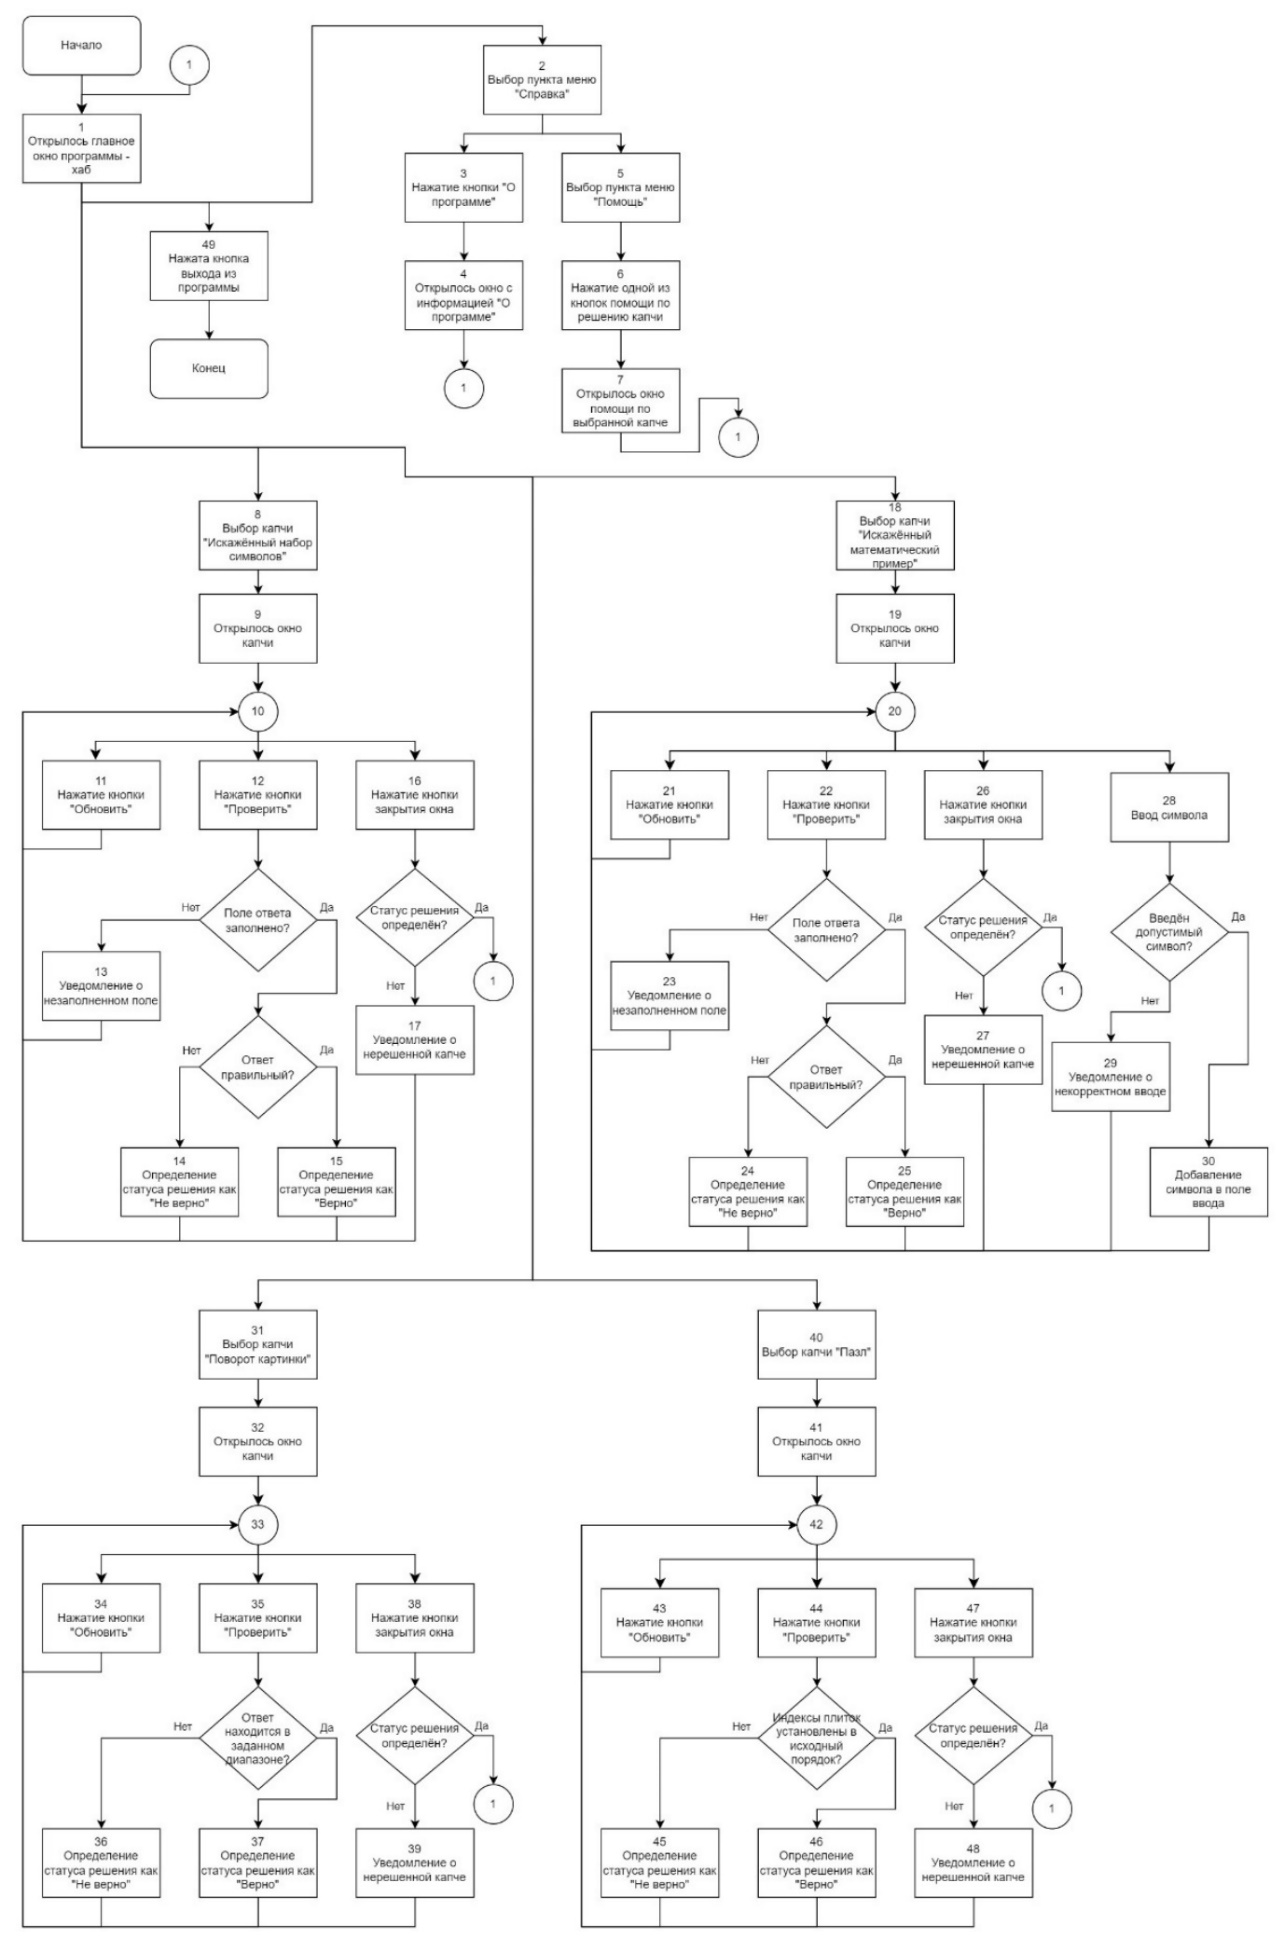 Начало
1
1
Открылось главное
окно программы -
хаб
2
Выбор пункта меню
"Справка"
3
Нажатие кнопки "О
программе"
5
Выбор пункта меню
"Помощь"
49
Нажата кнопка
выхода из
программы
4
Открылось окно с
информацией "О
программе"
6
Нажатие одной из
кнопок помощи по
решению капчи
Конец
1
7
Открылось окно
помощи по
выбранной капче
1
8
Выбор капчи
"Искажённый набор
символов"
9
Открылось окно
капчи
10
11
Нажатие кнопки
"Обновить"
12
Нажатие кнопки
"Проверить"
16
Нажатие кнопки
закрытия окна
Нет
Поле ответа
заполнено?
Да
Статус решения
определён?
Да
13
Уведомление о
незаполненном поле
1
Нет
17
Уведомление о
нерешенной капче
Нет
Ответ
правильный?
Да
14
Определение
статуса решения как
"Не верно"
15
Определение
статуса решения как
"Верно"
18
Выбор капчи
"Искажённый
математический
пример"
19
Открылось окно
капчи
20
21
Нажатие кнопки
"Обновить"
22
Нажатие кнопки
"Проверить"
26
Нажатие кнопки
закрытия окна
28
Ввод символа
Нет
Поле ответа
заполнено?
Да
Статус решения
определён?
Да
Введён
допустимый
символ?
Да
23
Уведомление о
незаполненном поле
Нет
1
Нет
27
Уведомление о
нерешенной капче
29
Уведомление о
некорректном вводе
Нет
Ответ
правильный?
Да
24
Определение
статуса решения как
"Не верно"
25
Определение
статуса решения как
"Верно"
30
Добавление
символа в поле
ввода
31
Выбор капчи
"Поворот картинки"
32
Открылось окно
капчи
33
34
Нажатие кнопки
"Обновить"
35
Нажатие кнопки
"Проверить"
38
Нажатие кнопки
закрытия окна
Нет
Ответ
находится в
заданном
диапазоне?
Да
Статус решения
определён?
Да
1
Нет
36
Определение
статуса решения как
"Не верно"
37
Определение
статуса решения как
"Верно"
39
Уведомление о
нерешенной капче
40
Выбор капчи "Пазл"
41
Открылось окно
капчи
42
43
Нажатие кнопки
"Обновить"
44
Нажатие кнопки
"Проверить"
47
Нажатие кнопки
закрытия окна
Нет
Индексы плиток
установлены в
исходный
порядок?
Да
Статус решения
определён?
Да
1
Нет
45
Определение
статуса решения как
"Не верно"
46
Определение
статуса решения как
"Верно"
48
Уведомление о
нерешенной капче